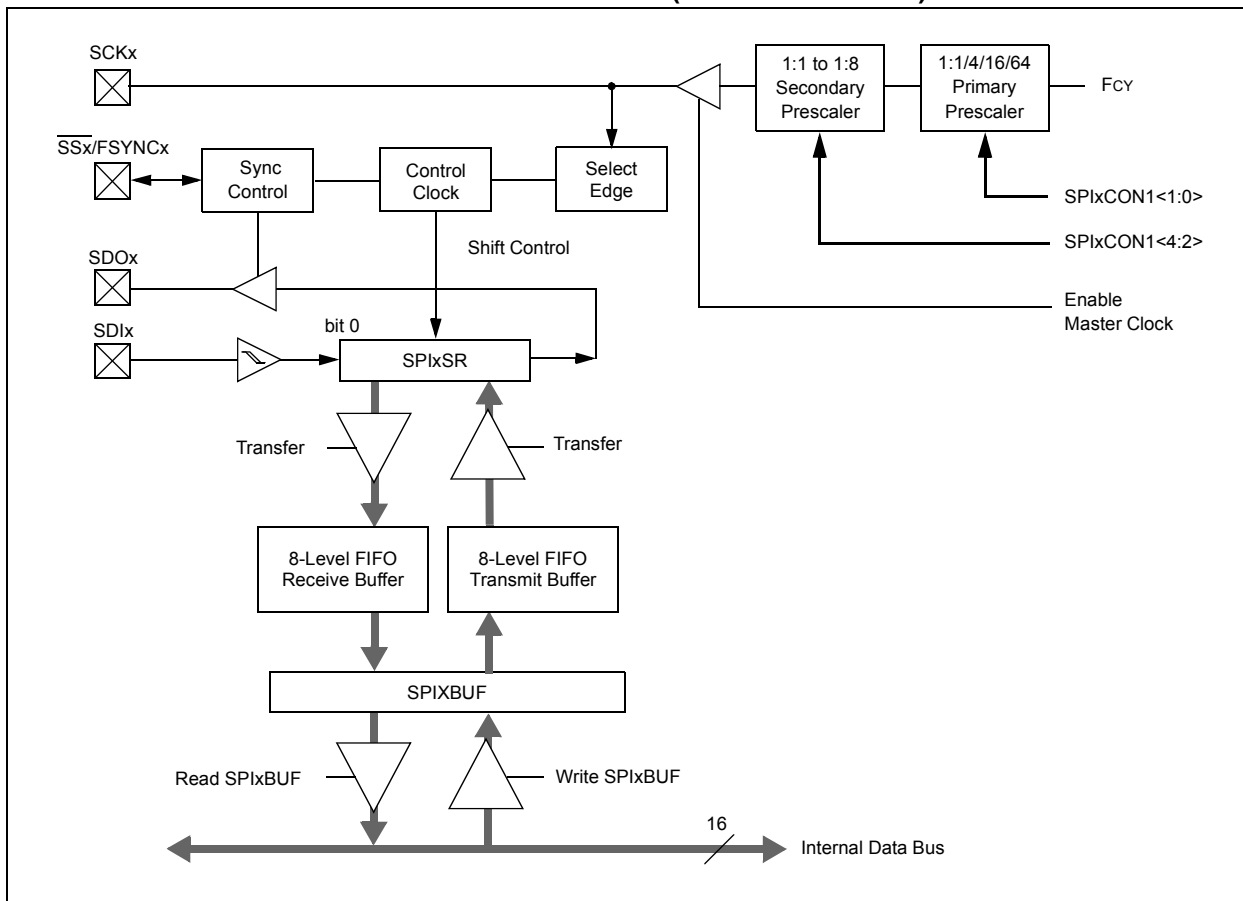 SCKx
1:1 to 1:8
Secondary
Prescaler
1:1/4/16/64
Primary
Prescaler
FCY
SSx/FSYNCx
Sync
Control
Control
Clock
Select
Edge
SPIxCON1<1:0>
Shift Control
SPIxCON1<4:2>
SDOx
Enable
Master Clock
SDIx
bit 0
SPIxSR
Transfer
Transfer
8-Level FIFO
Receive Buffer
8-Level FIFO
Transmit Buffer
SPIXBUF
Read SPIxBUF
Write SPIxBUF
16
Internal Data Bus